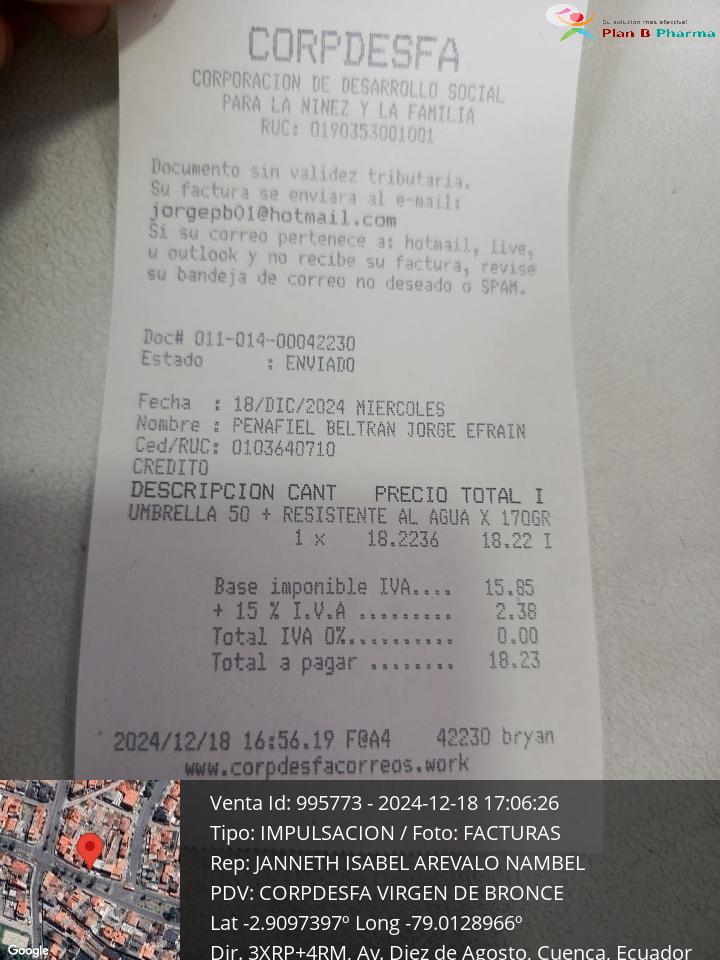 Su solución más efectiva!
Plan B Pharma
CORPDESFA
CORPORACION DE DESARROLLO SOCIAL
PARA LA NINEZ Y LA FAMILIA
RUC: 0190353001001
Documento sin validez tributaria.
Su factura se enviara al e-mail:
jorgepb01@hotmail.com
Si su correo pertenece a: hotmail, live,
u outlook y no recibe su factura, revise
su bandeja de correo no deseado o SPAM.
Doc# 011-014-00042230
Estado : ENVIADO
Fecha : 18/DIC/2024 MIERCOLES
Nombre : PENAFIEL BELTRAN JORGE EFRAIN
Ced/RUC: 0103640710
CREDITO
DESCRIPCION CANT PRECIO TOTAL I
UMBRELLA 50 + RESISTENTE AL AGUA X 170GR
1 x 18.2236 18.22 I
Base imponible IVA.... 15.85
+ 15 % I.V.A ......... 2.38
Total IVA 0%.......... 0.00
Total a pagar ........ 18.23
2024/12/18 16:56.19 F@A4 42230 bryan
www.corpdesfacorreos.work
Venta Id: 995773 - 2024-12-18 17:06:26
Tipo: IMPULSACION / Foto: FACTURAS
Rep: JANNETH ISABEL AREVALO NAMBEL
PDV: CORPDESFA VIRGEN DE BRONCE
Lat -2.9097397º Long -79.0128966º
Dir. 3XRP+4RM, Av. Diez de Agosto, Cuenca, Ecuador
Google